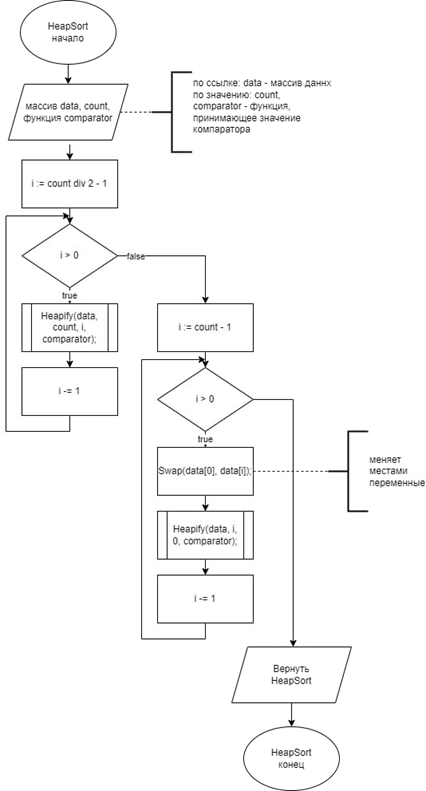 HeapSort
начало
массив data, count,
функция comparator
по ссылке: data - массив даннх
по значению: count,
comparator - функция,
принимающее значение
компаратора
i := count div 2 - 1
i > 0
false
true
Heapify(data,
count, i,
comparator);
i -= 1
i := count - 1
i > 0
true
Swap(data[0], data[i]);
меняет
местами
переменные
Heapify(data, i,
0, comparator);
i -= 1
Вернуть
HeapSort
HeapSort
конец